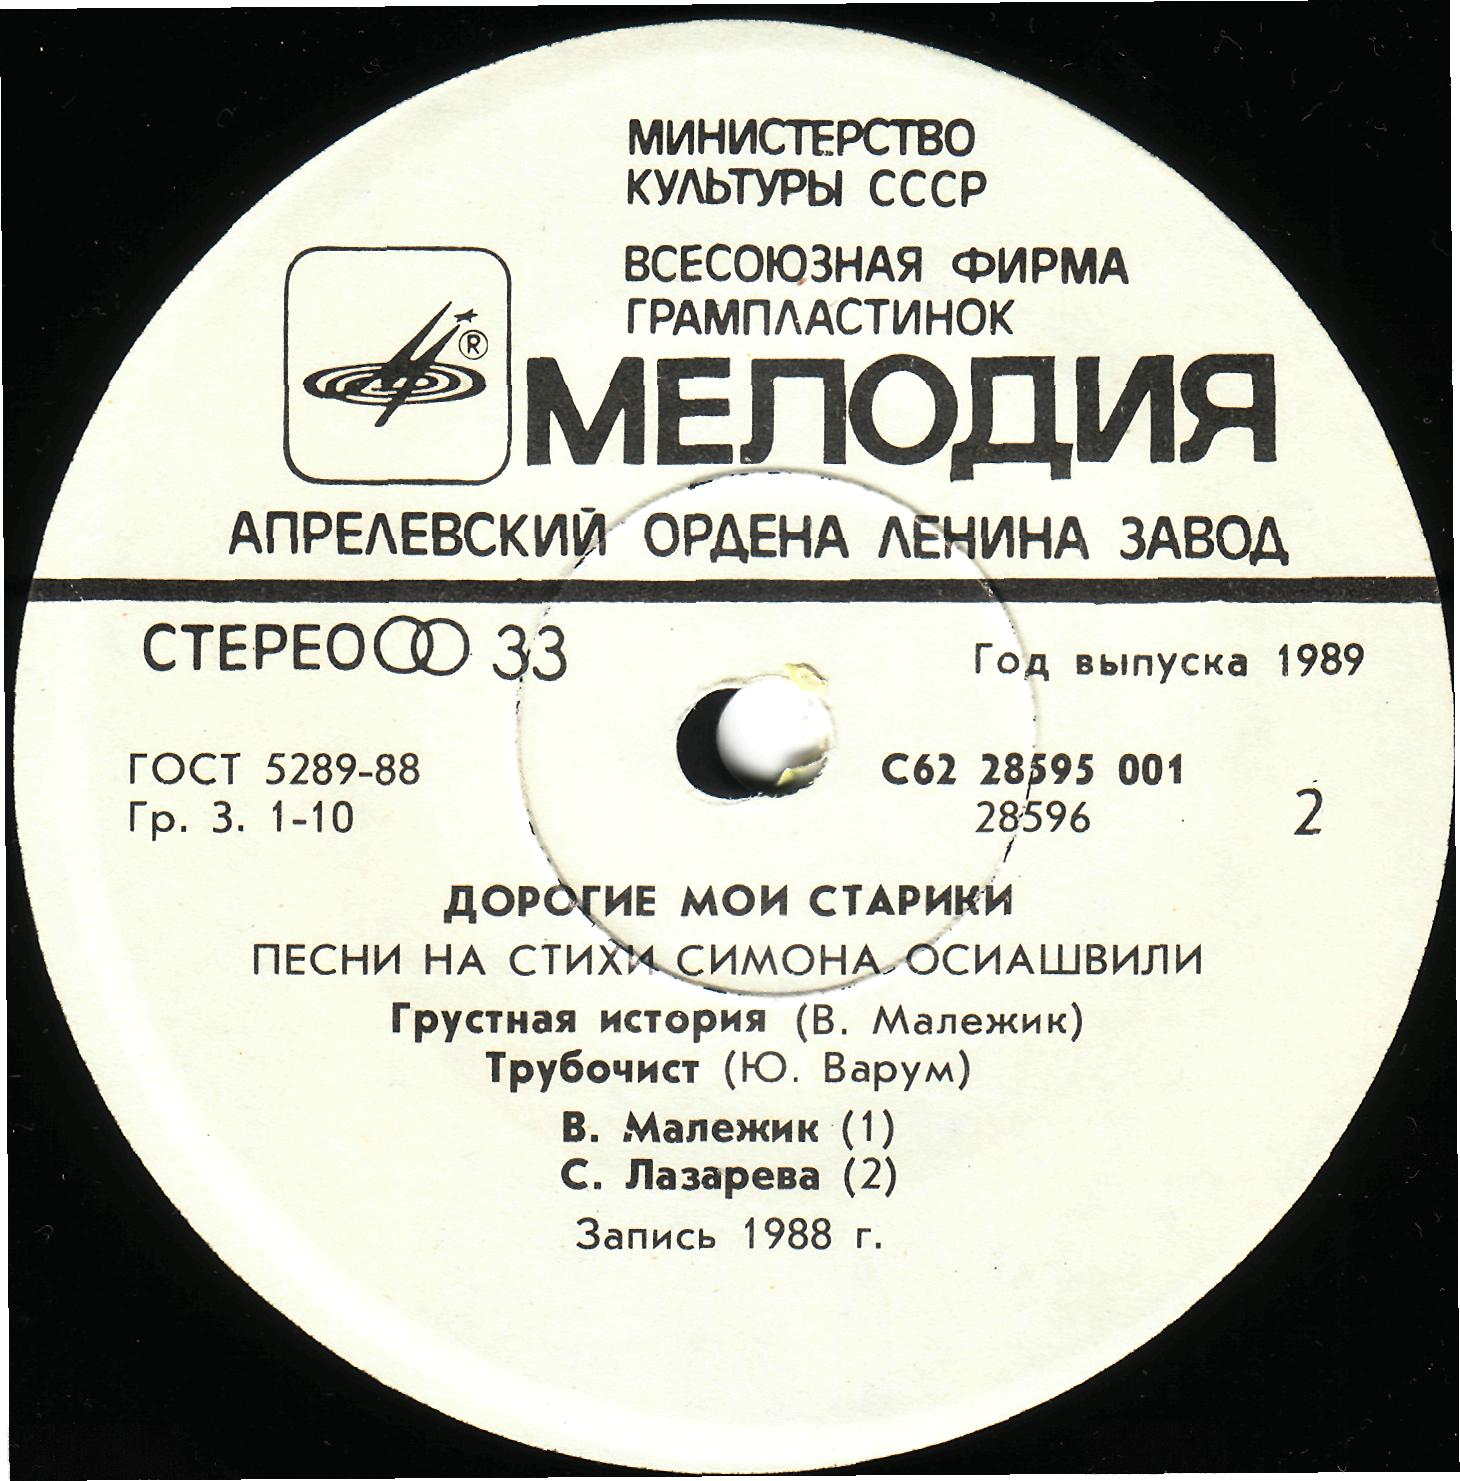 МИНИСТЕРСТВО
КУЛЬТУРЫ СССР
ВСЕСОЮЗНАЯ ФИРМА
ГРАМПЛАСТИНОК
®
МЕЛОДИЯ
АПРЕЛЕВСКИЙ ОРДЕНА ЛЕНИНА ЗАВОД
СТЕРЕО 33
Год выпуска 1989
ГОСТ 5289-88
Гр. 3. 1-10
С62 28595 001
28596
2
ДОРОГИЕ МОИ СТАРИКИ
ПЕСНИ НА СТИХИ СИМОНА ОСИАШВИЛИ
Грустная история (В. Малежик)
Трубочист (Ю. Варум)
В. Малежик (1)
С. Лазарева (2)
Запись 1988 г.